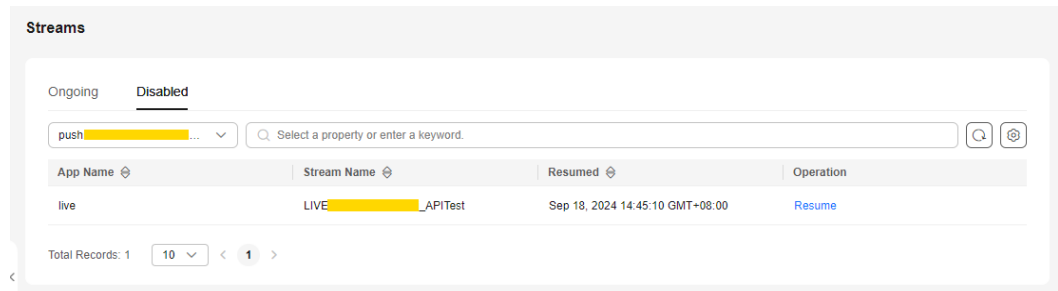 Streams
Ongoing Disabled
push ... Select a property or enter a keyword.
App Name Stream Name Resumed Operation
live LIVE _APITest Sep 18, 2024 14:45:10 GMT+08:00 Resume
Total Records: 1 10 1